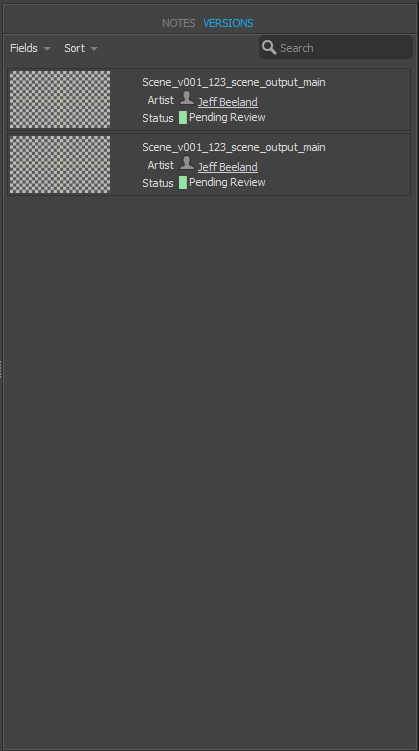 NOTES VERSIONS
Fields Sort Search
Scene_v001_123_scene_output_main
Artist Jeff Beeland
Status Pending Review
Scene_v001_123_scene_output_main
Artist Jeff Beeland
Status Pending Review